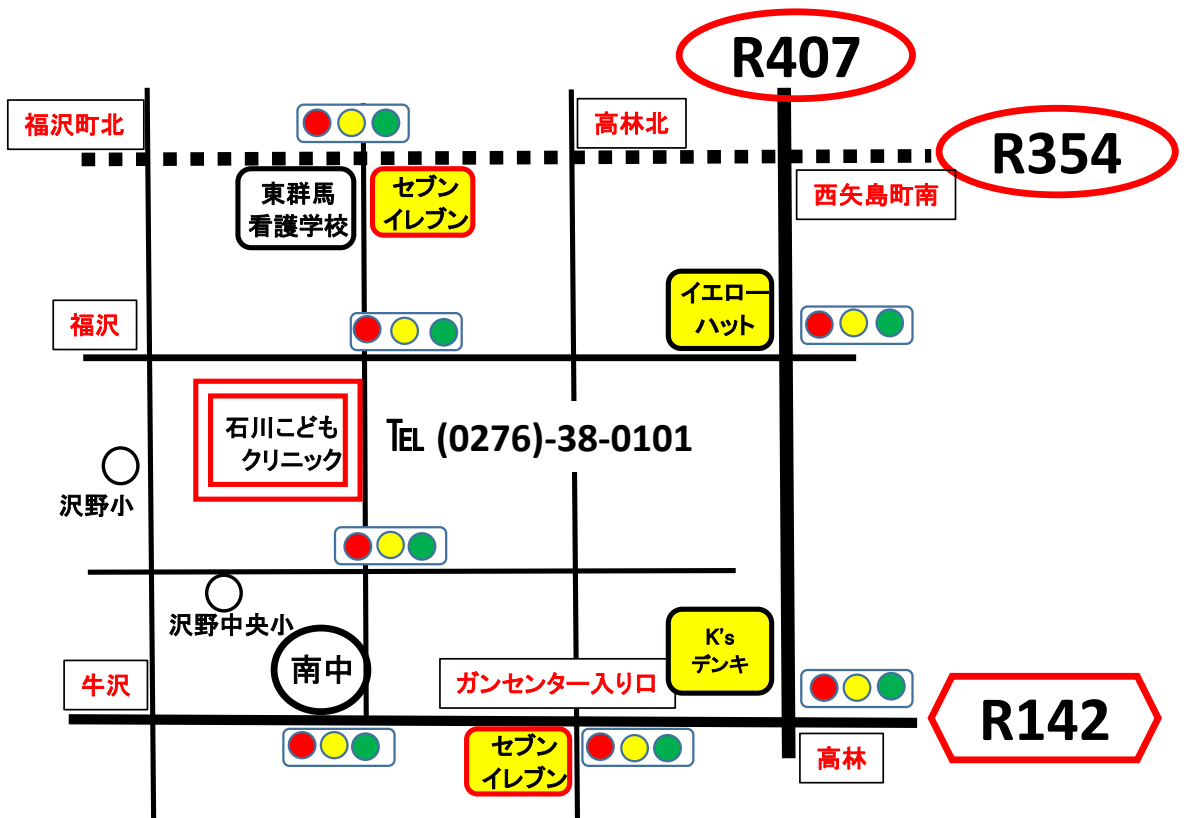 R407
福沢町北
高林北
R354
東群馬
看護学校
セブン
イレブン
西矢島町南
イエロー
ハット
福沢
石川こども
クリニック
TEL (0276)-38-0101
沢野小
沢野中央小
南中
K's
デンキ
牛沢
ガンセンター入り口
R142
セブン
イレブン
高林